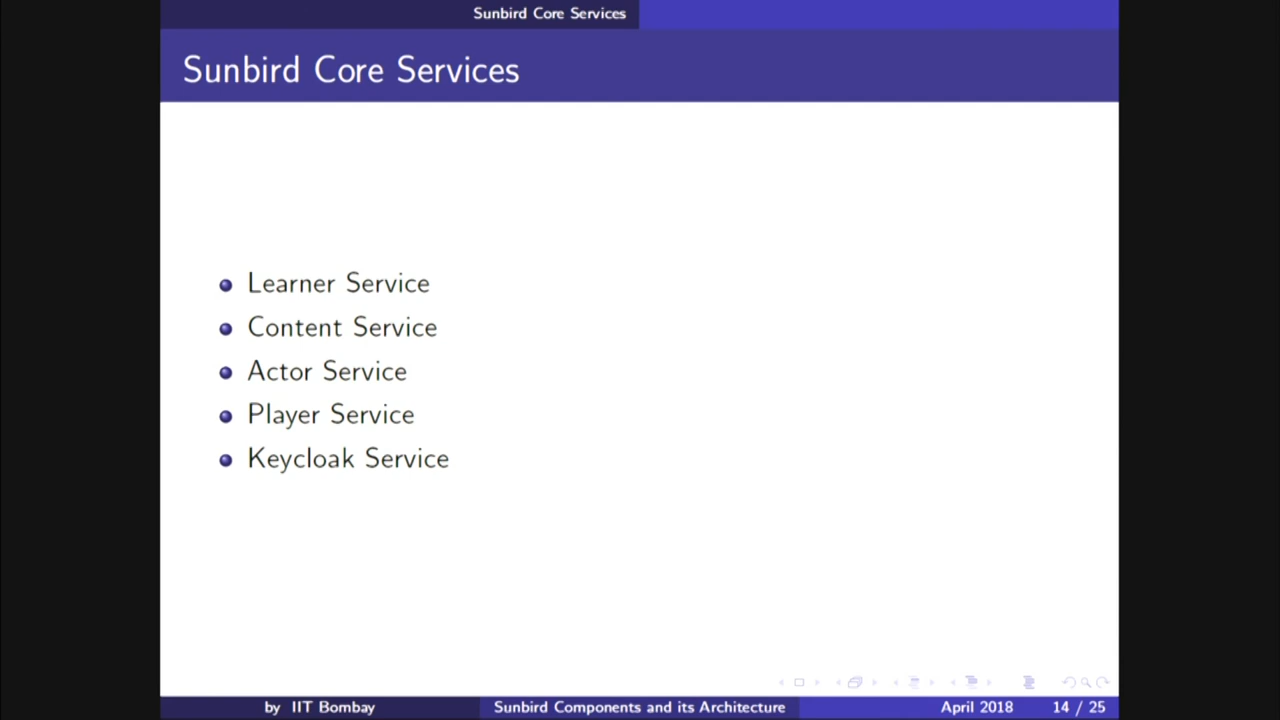 Sunbird Core Services
Sunbird Core Services
Learner Service
Content Service
Actor Service
Player Service
Keycloak Service
by IIT Bombay
Sunbird Components and its Architecture
April 2018
14 / 25